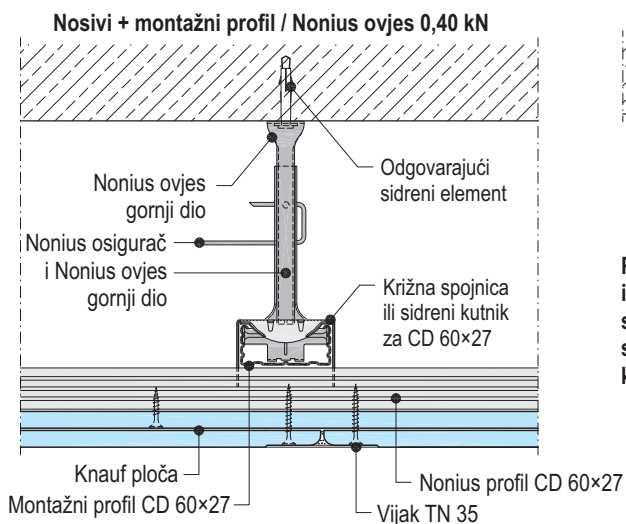 Nosivi + montažni profil / Nonius ovjes 0,40 kN
Nonius ovjes
gornji dio
Nonius osigurač
i Nonius ovjes
gornji dio
Odgovarajući
sidreni element
Križna spojnica
ili sidreni kutnik
za CD 60×27
Knauf ploča
Montažni profil CD 60×27
Nonius profil CD 60×27
Vijak TN 35